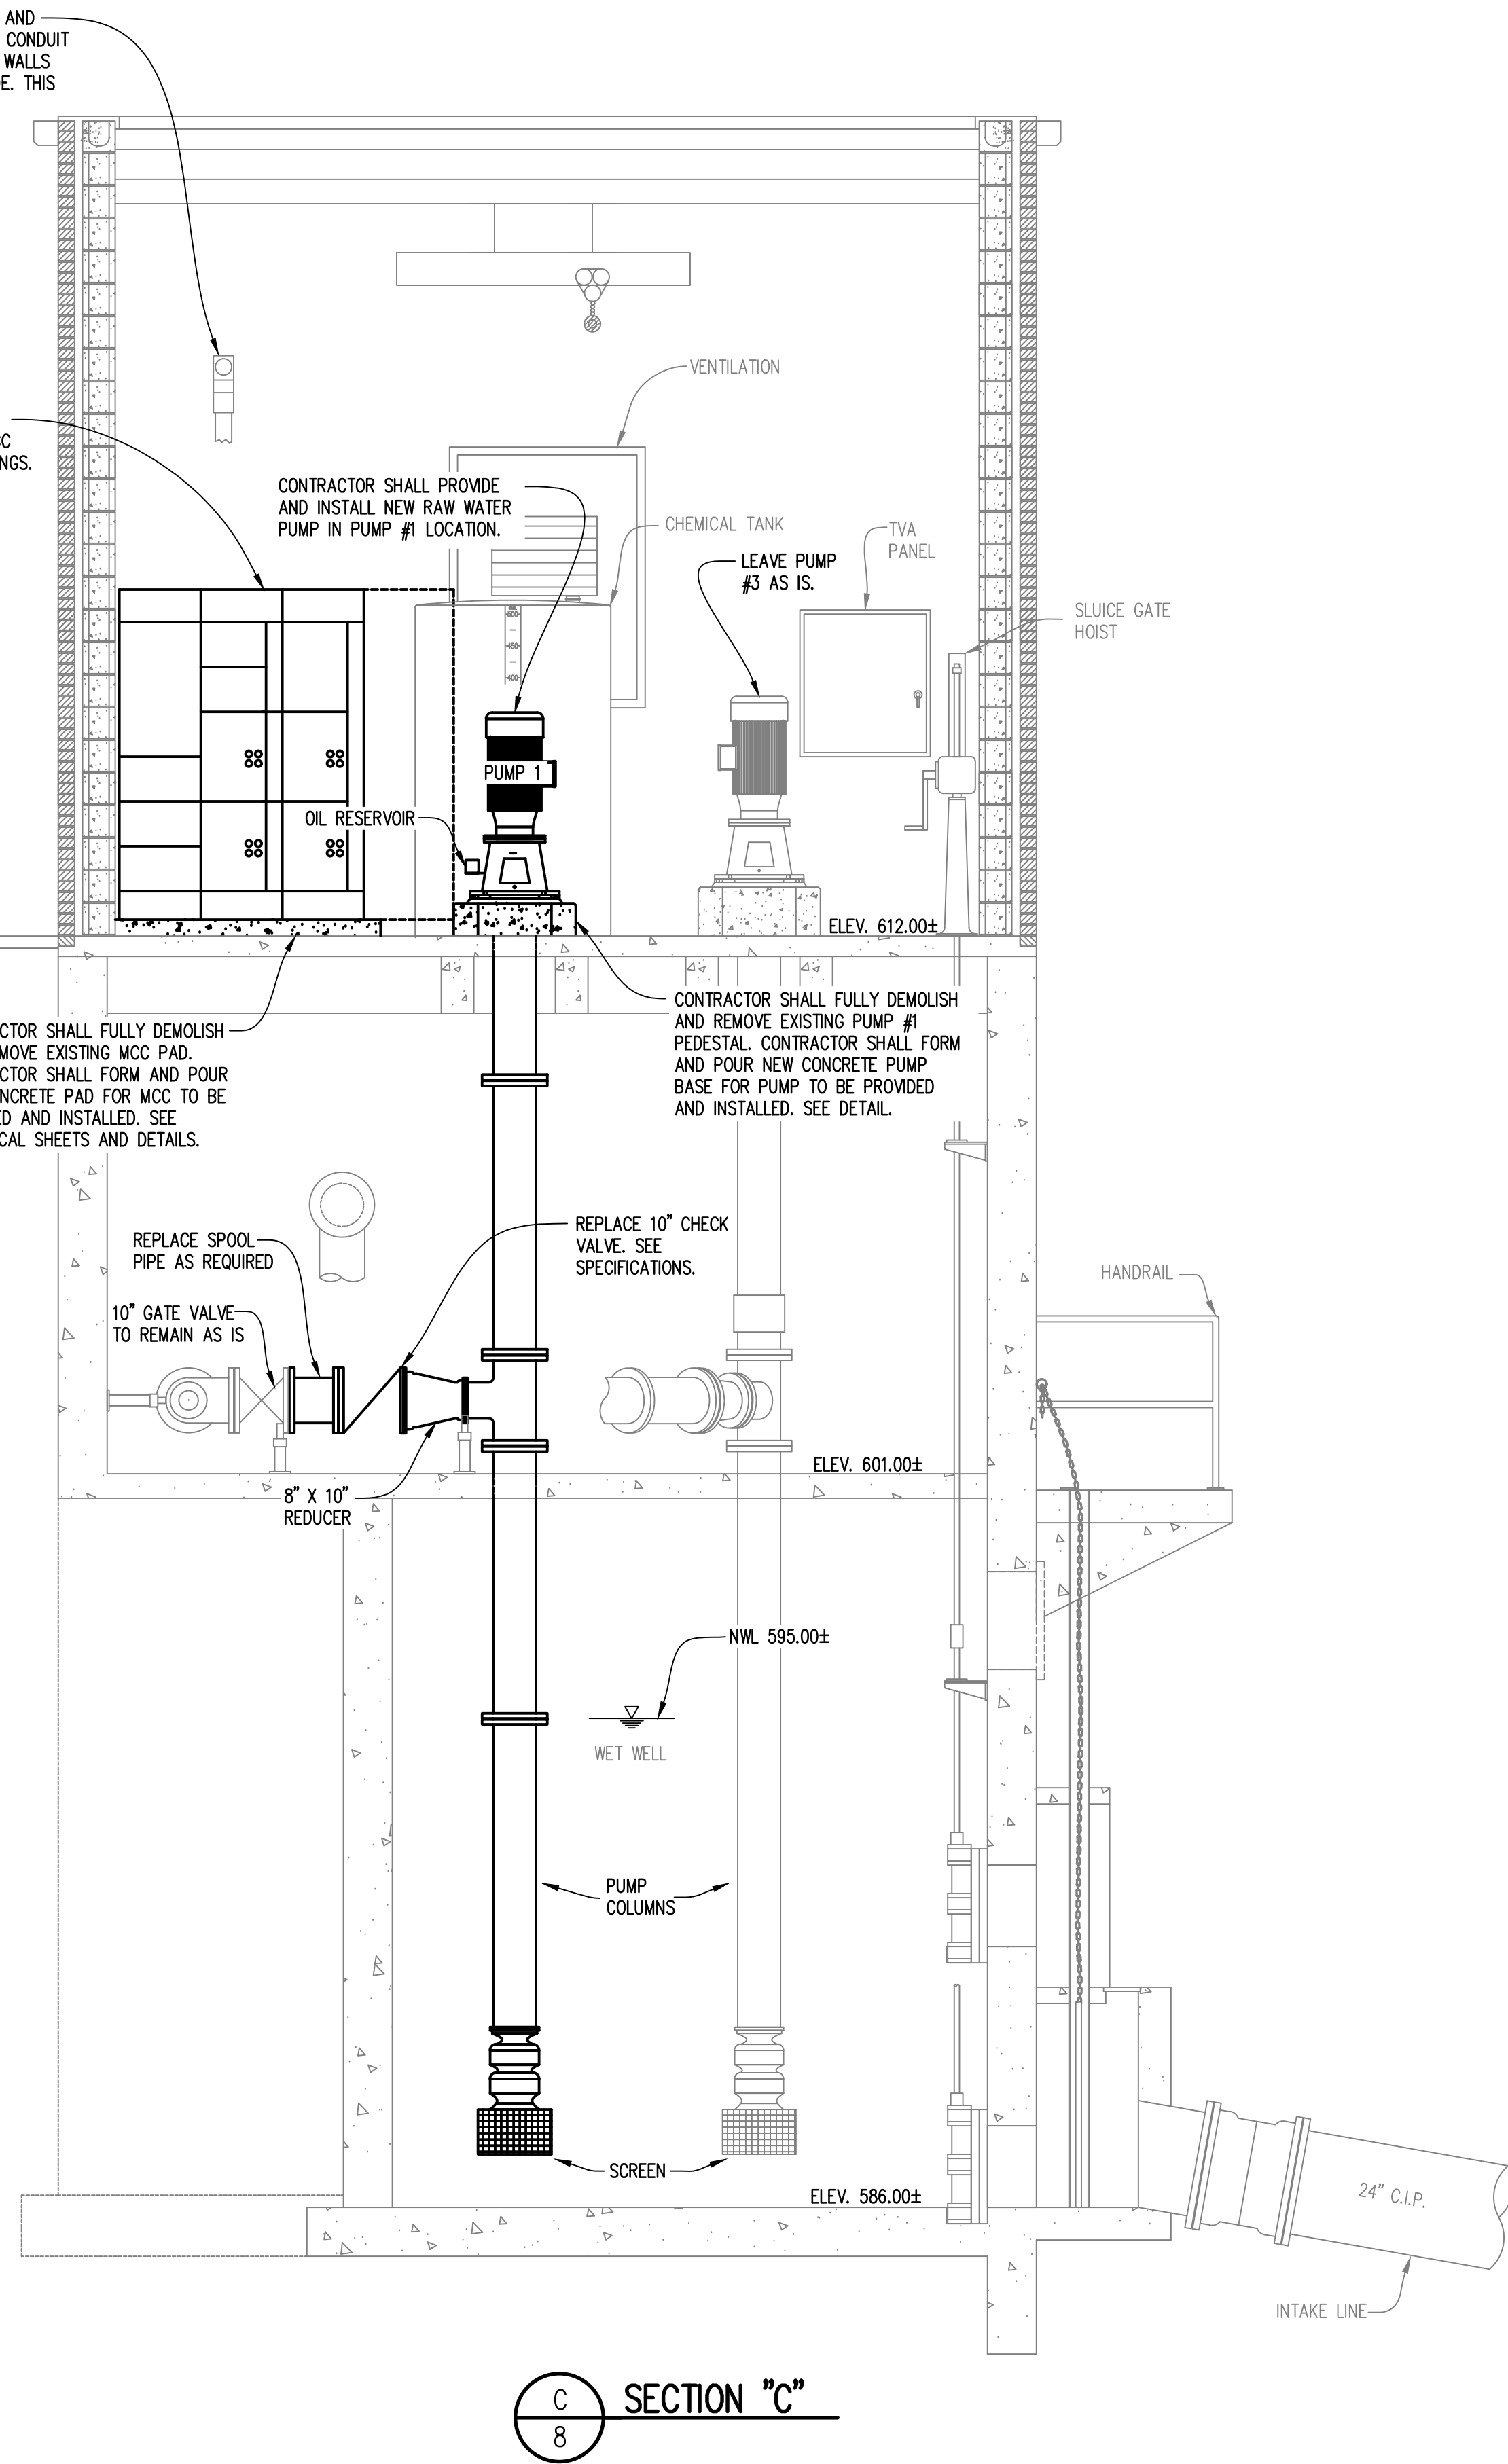 AND
CONDUIT
WALLS
THIS
VENTILATION
NGS.
CONTRACTOR SHALL PROVIDE
AND INSTALL NEW RAW WATER
PUMP IN PUMP #1 LOCATION.
CHEMICAL TANK
TVA
PANEL
LEAVE PUMP
#3 AS IS.
SLUICE GATE
HOIST
500
450
400
PUMP 1
OIL RESERVOIR
ELEV. 612.00±
CONTRACTOR SHALL FULLY DEMOLISH
AND REMOVE EXISTING PUMP #1
PEDESTAL. CONTRACTOR SHALL FORM
AND POUR NEW CONCRETE PUMP
BASE FOR PUMP TO BE PROVIDED
AND INSTALLED. SEE DETAIL.
CTOR SHALL FULLY DEMOLISH
MOVE EXISTING MCC PAD.
CTOR SHALL FORM AND POUR
NCRETE PAD FOR MCC TO BE
ED AND INSTALLED. SEE
CAL SHEETS AND DETAILS.
REPLACE SPOOL
PIPE AS REQUIRED
REPLACE 10" CHECK
VALVE. SEE
SPECIFICATIONS.
10" GATE VALVE
TO REMAIN AS IS
HANDRAIL
ELEV. 601.00±
8" X 10"
REDUCER
NWL 595.00±
WET WELL
PUMP
COLUMNS
SCREEN
ELEV. 586.00±
24" C.I.P.
INTAKE LINE
C
8
SECTION "C"